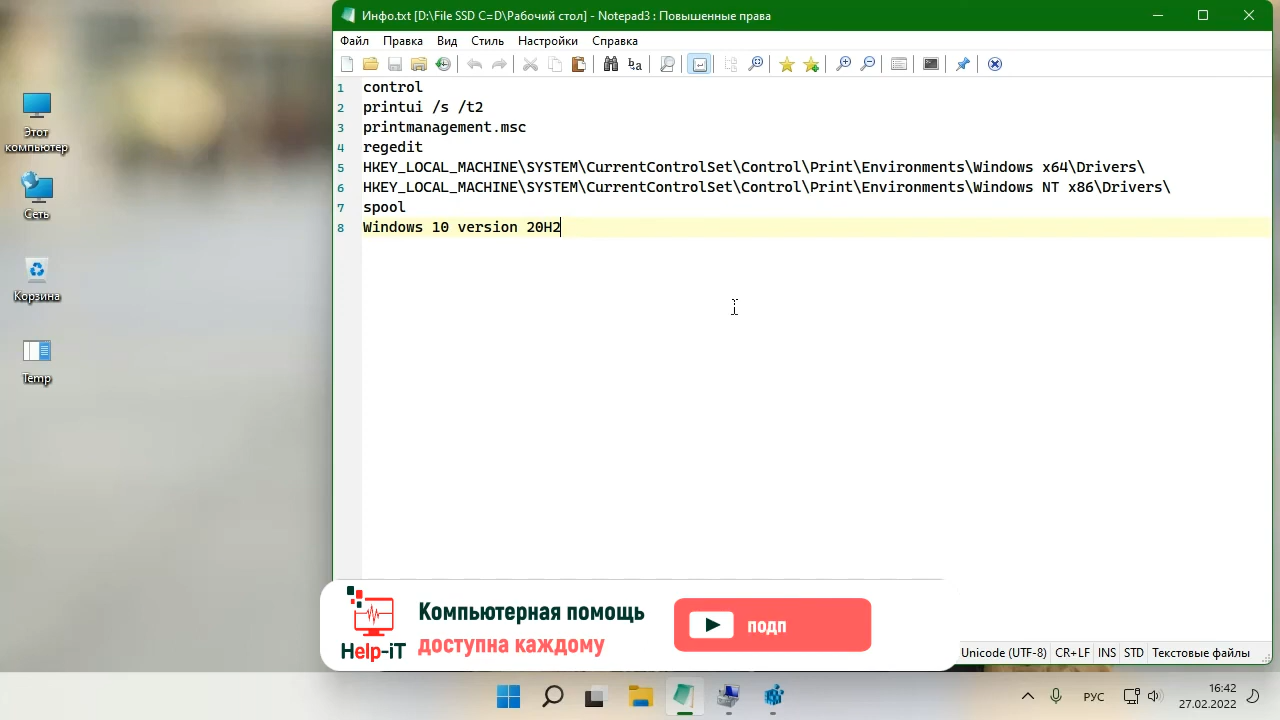 Инфо.txt [D:\File SSD C=D\Рабочий стол] - Notepad3 : Повышенные права
Файл Правка Вид Стиль Настройки Справка
1 control
2 printui /s /t2
3 printmanagement.msc
4 regedit
5 HKEY_LOCAL_MACHINE\SYSTEM\CurrentControlSet\Control\Print\Environments\Windows x64\Drivers\
6 HKEY_LOCAL_MACHINE\SYSTEM\CurrentControlSet\Control\Print\Environments\Windows NT x86\Drivers\
7 spool
8 Windows 10 version 20H2
Этот
компьютер
Сеть
Корзина
Temp
Компьютерная помощь
доступна каждому
Help-iT
подп
Unicode (UTF-8) CR+LF INS STD Текстовые файлы
РУС
16:42
27.02.2022